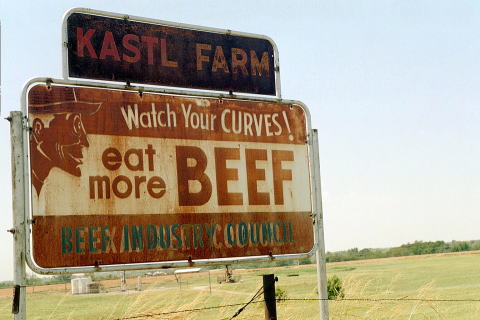 KASTL FARM
Watch Your CURVES!
eat
more BEEF
BEEF INDUSTRY COUNCIL